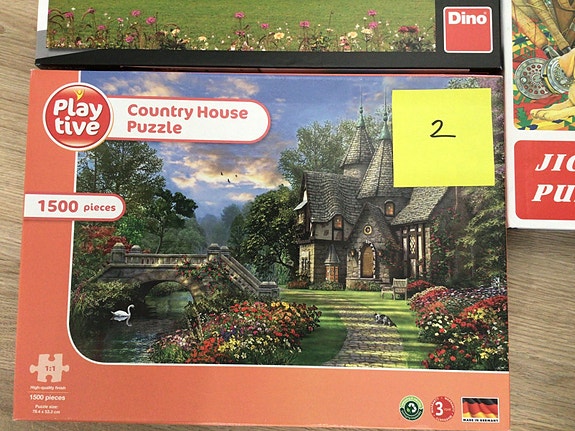 Dino
Play
tive
Country House
Puzzle
2
1500 pieces
JIG
PU
1:1
High-quality finish
1500 pieces
Puzzle size:
3
MADE IN GERMANY